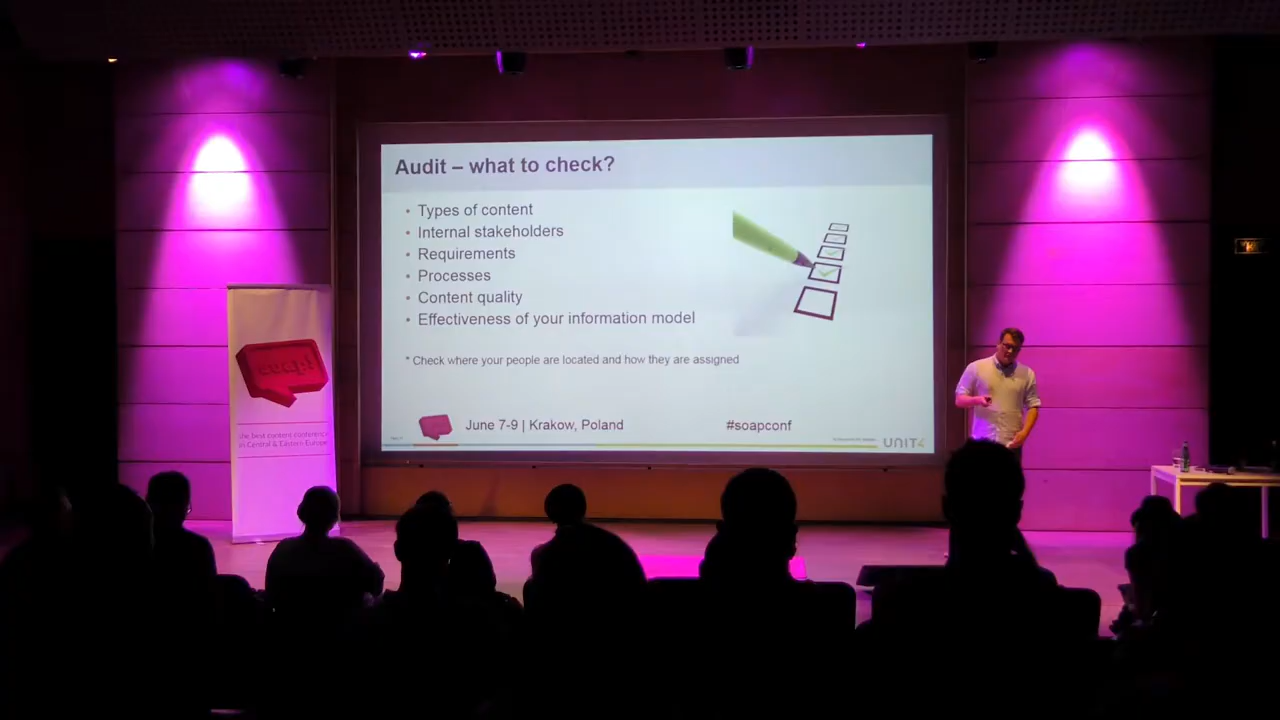 Audit – what to check?
• Types of content
• Internal stakeholders
• Requirements
• Processes
• Content quality
• Effectiveness of your information model
* Check where your people are located and how they are assigned
June 7-9 | Krakow, Poland
#soapconf
UNIT4
soap!
the best content conference
in Central & Eastern Europe